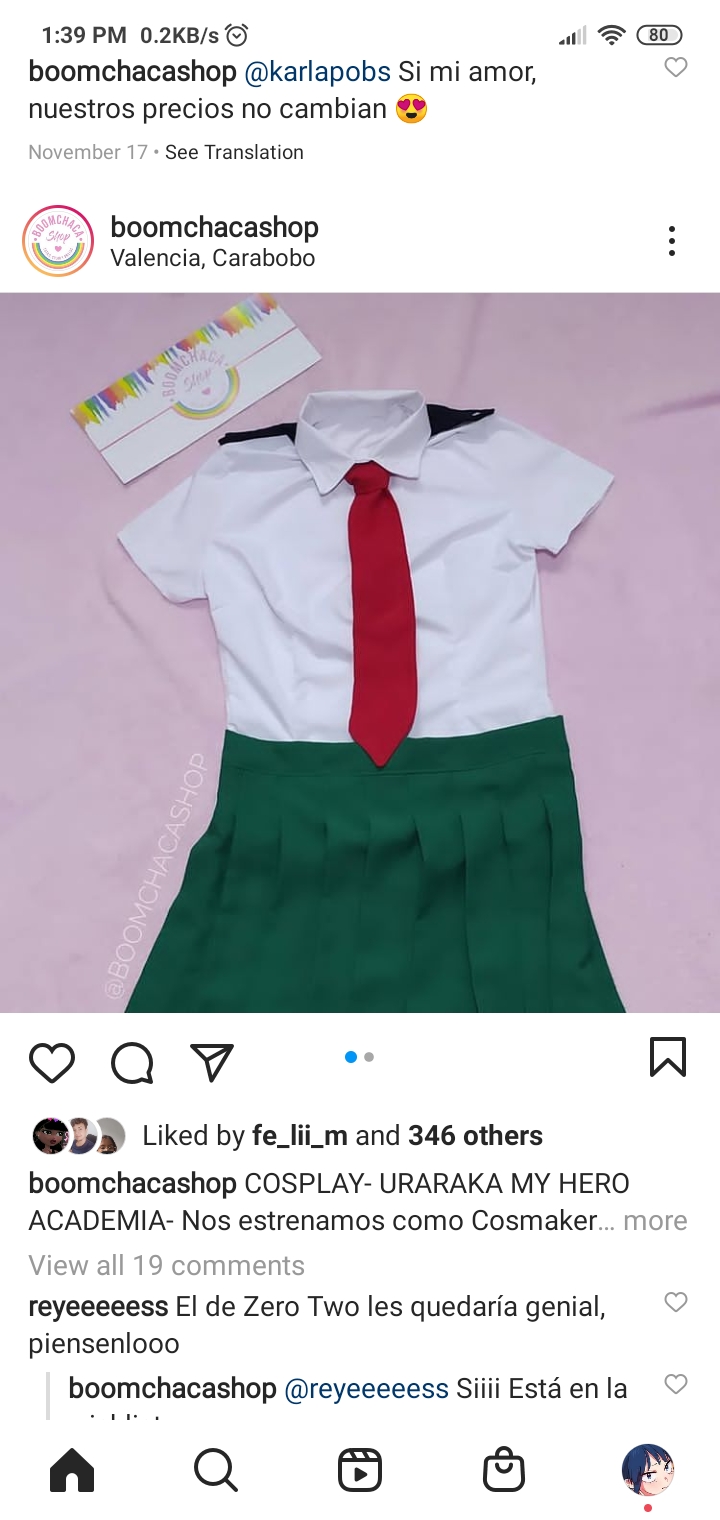 1:39 PM 0.2KB/s
80
boomchacashop @karlapobs Si mi amor,
nuestros precios no cambian 😍
November 17 • See Translation
BOOMCHACA
Shop
boomchacashop
Valencia, Carabobo
BOOMCHACA
Shop
@BOOMCHACASHOP
Liked by fe_lii_m and 346 others
boomchacashop COSPLAY- URARAKA MY HERO
ACADEMIA- Nos estrenamos como Cosmaker... more
View all 19 comments
reyeeeeess El de Zero Two les quedaría genial,
piensenlooo
boomchacashop @reyeeeeess Siiii Está en la